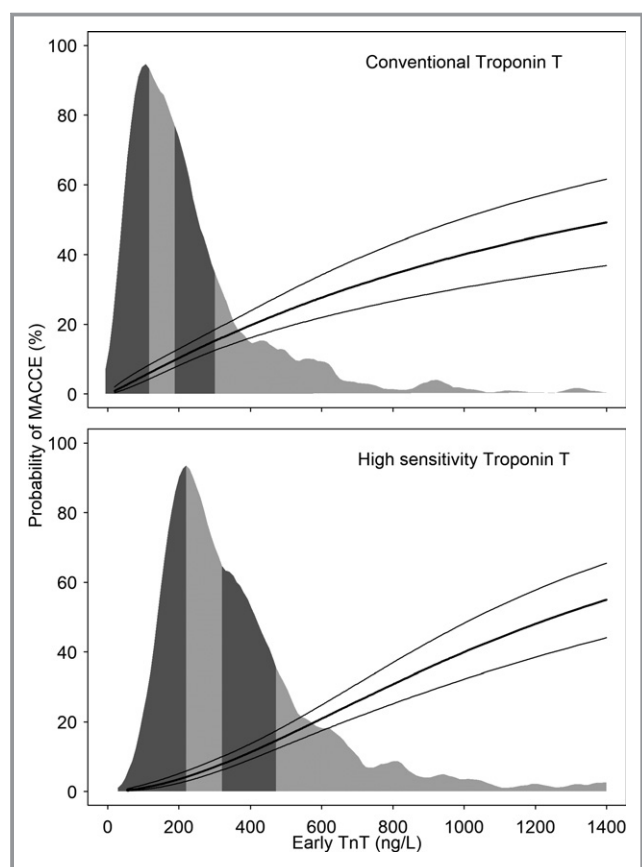 100
Conventional Troponin T
80
60
40
20
0
Probability of MACCE (%)
100
High sensitivity Troponin T
80
60
40
20
0
0 200 400 600 800 1000 1200 1400
Early TnT (ng/L)